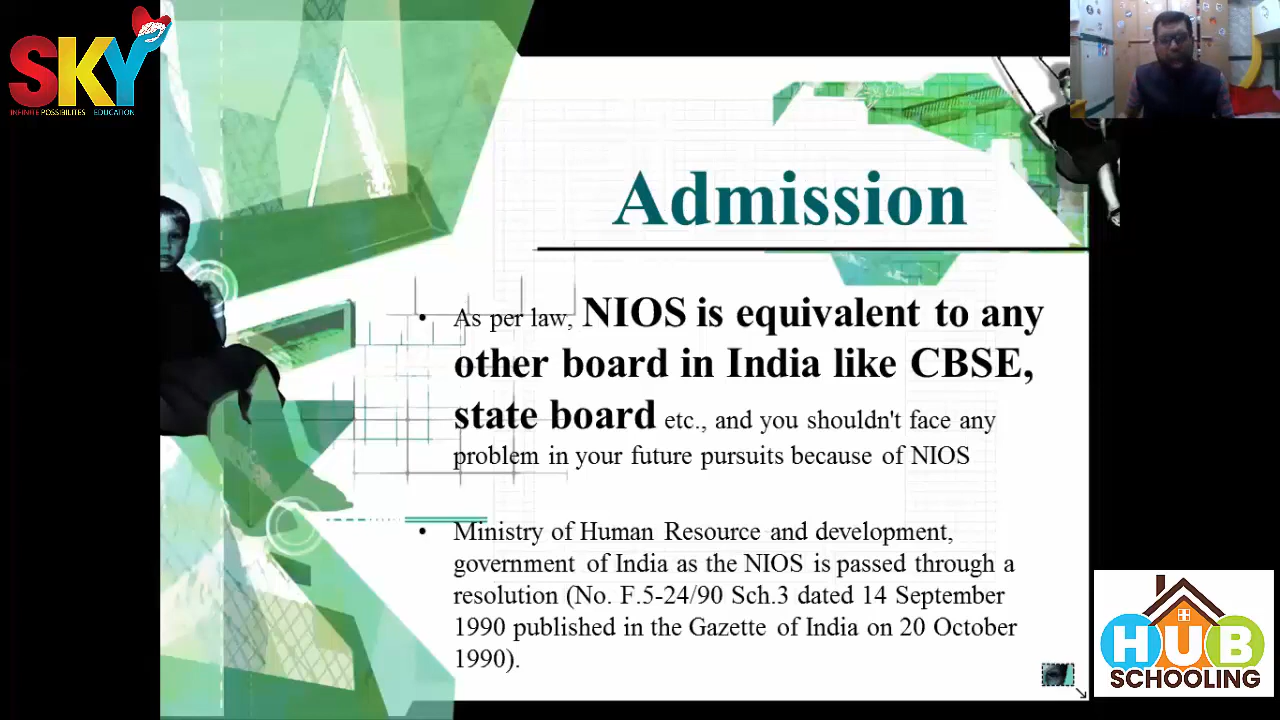 SKY
INFINITE POSSIBILITES EDUCATION
Admission
• As per law, NIOS is equivalent to any
other board in India like CBSE,
state board etc., and you shouldn't face any
problem in your future pursuits because of NIOS
• Ministry of Human Resource and development,
government of India as the NIOS is passed through a
resolution (No. F.5-24/90 Sch.3 dated 14 September
1990 published in the Gazette of India on 20 October
1990).
HUB
SCHOOLING